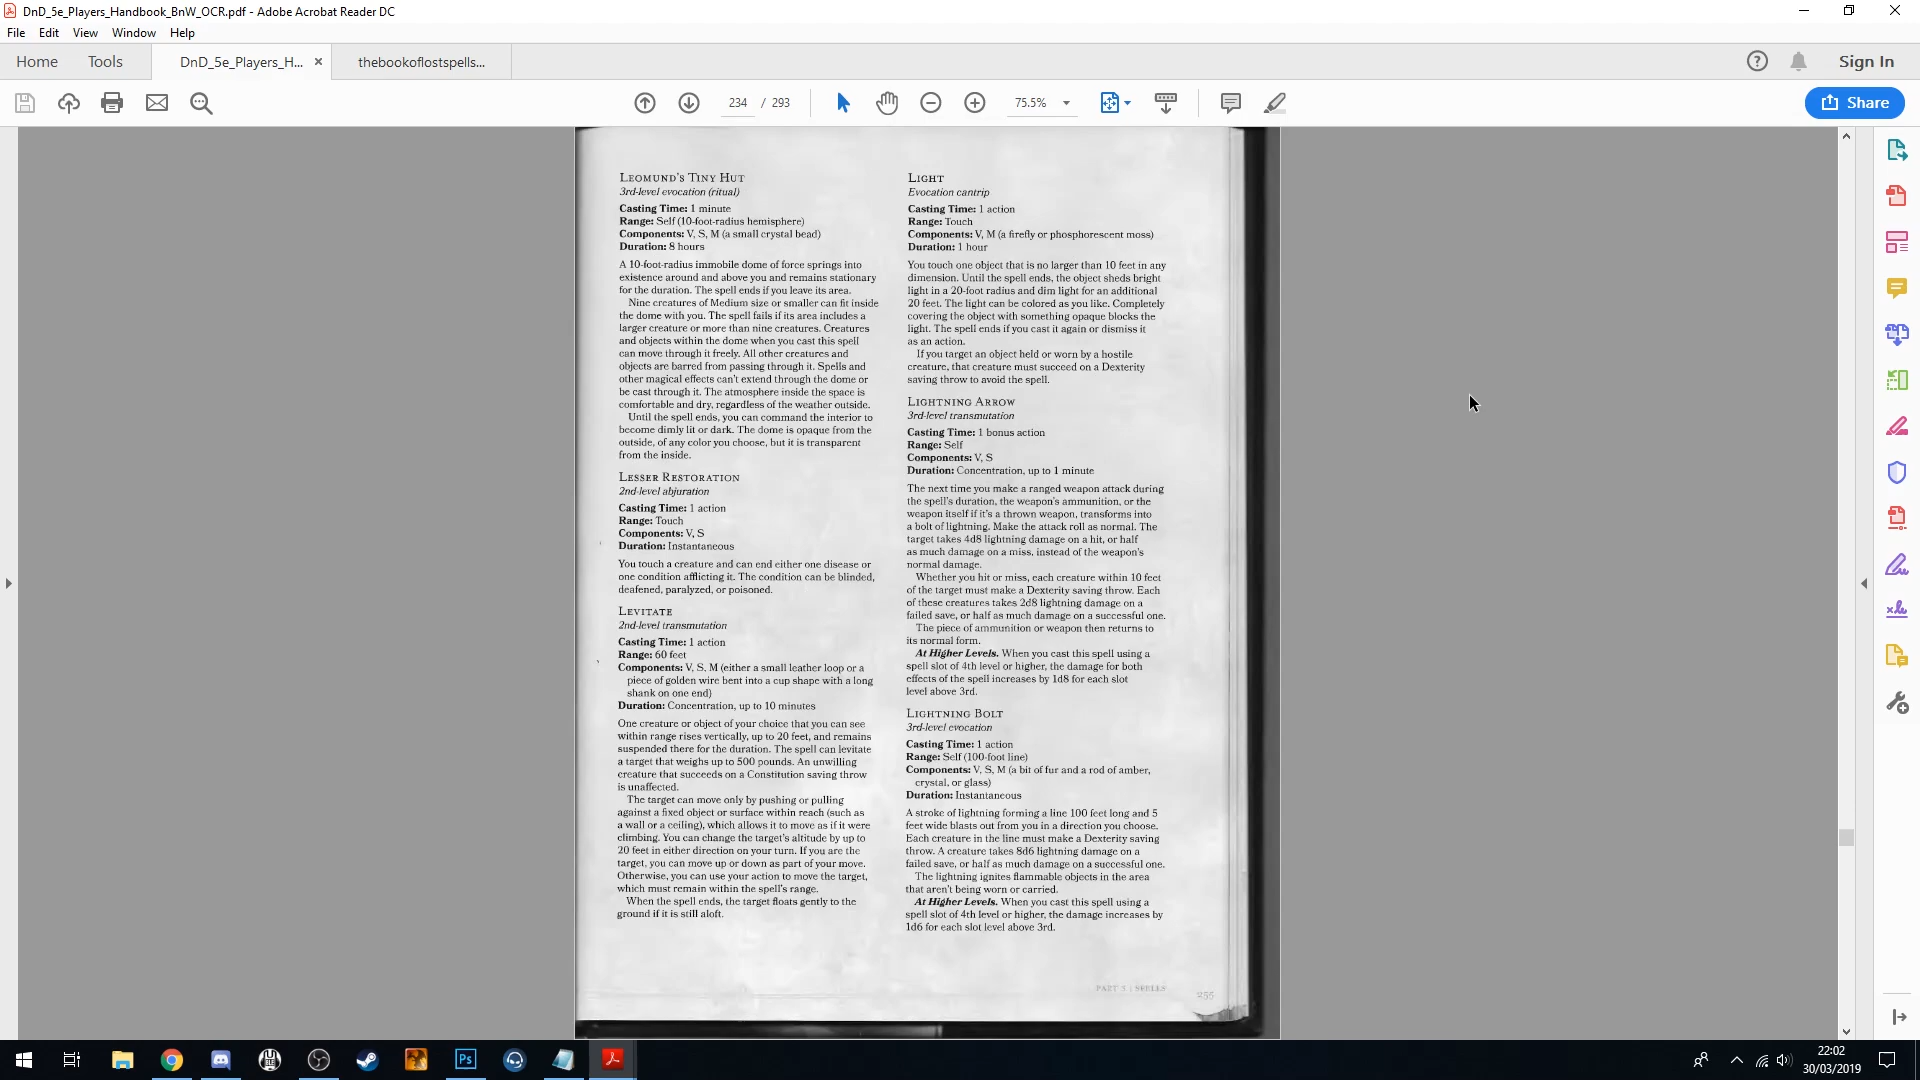 DnD_5e_Players_Handbook_BnW_OCR.pdf - Adobe Acrobat Reader DC
File Edit View Window Help
Home Tools DnD_5e_Players_H... thebookoflostspells... Sign In
234 / 293 75.5% Share
LEOMUND'S TINY HUT
3rd-level evocation (ritual)
Casting Time: 1 minute
Range: Self (10-foot-radius hemisphere)
Components: V, S, M (a small crystal bead)
Duration: 8 hours
A 10-foot-radius immobile dome of force springs into
existence around and above you and remains stationary
for the duration. The spell ends if you leave its area.
Nine creatures of Medium size or smaller can fit inside
the dome with you. The spell fails if its area includes a
larger creature or more than nine creatures. Creatures
and objects within the dome when you cast this spell
can move through it freely. All other creatures and
objects are barred from passing through it. Spells and
other magical effects can't extend through the dome or
be cast through it. The atmosphere inside the space is
comfortable and dry, regardless of the weather outside.
Until the spell ends, you can command the interior to
become dimly lit or dark. The dome is opaque from the
outside, of any color you choose, but it is transparent
from the inside.
LESSER RESTORATION
2nd-level abjuration
Casting Time: 1 action
Range: Touch
Components: V, S
Duration: Instantaneous
You touch a creature and can end either one disease or
one condition afflicting it. The condition can be blinded,
deafened, paralyzed, or poisoned.
LEVITATE
2nd-level transmutation
Casting Time: 1 action
Range: 60 feet
Components: V, S, M (either a small leather loop or a
piece of golden wire bent into a cup shape with a long
shank on one end)
Duration: Concentration, up to 10 minutes
One creature or object of your choice that you can see
within range rises vertically, up to 20 feet, and remains
suspended there for the duration. The spell can levitate
a target that weighs up to 500 pounds. An unwilling
creature that succeeds on a Constitution saving throw
is unaffected.
The target can move only by pushing or pulling
against a fixed object or surface within reach (such as
a wall or a ceiling), which allows it to move as if it were
climbing. You can change the target's altitude by up to
20 feet in either direction on your turn. If you are the
target, you can move up or down as part of your move.
Otherwise, you can use your action to move the target,
which must remain within the spell's range.
When the spell ends, the target floats gently to the
ground if it is still aloft.
LIGHT
Evocation cantrip
Casting Time: 1 action
Range: Touch
Components: V, M (a firefly or phosphorescent moss)
Duration: 1 hour
You touch one object that is no larger than 10 feet in any
dimension. Until the spell ends, the object sheds bright
light in a 20-foot radius and dim light for an additional
20 feet. The light can be colored as you like. Completely
covering the object with something opaque blocks the
light. The spell ends if you cast it again or dismiss it
as an action.
If you target an object held or worn by a hostile
creature, that creature must succeed on a Dexterity
saving throw to avoid the spell.
LIGHTNING ARROW
3rd-level transmutation
Casting Time: 1 bonus action
Range: Self
Components: V, S
Duration: Concentration, up to 1 minute
The next time you make a ranged weapon attack during
the spell's duration, the weapon's ammunition, or the
weapon itself if it's a thrown weapon, transforms into
a bolt of lightning. Make the attack roll as normal. The
target takes 4d8 lightning damage on a hit, or half
as much damage on a miss, instead of the weapon's
normal damage.
Whether you hit or miss, each creature within 10 feet
of the target must make a Dexterity saving throw. Each
of these creatures takes 2d8 lightning damage on a
failed save, or half as much damage on a successful one.
The piece of ammunition or weapon then returns to
its normal form.
At Higher Levels. When you cast this spell using a
spell slot of 4th level or higher, the damage for both
effects of the spell increases by 1d8 for each slot
level above 3rd.
LIGHTNING BOLT
3rd-level evocation
Casting Time: 1 action
Range: Self (100-foot line)
Components: V, S, M (a bit of fur and a rod of amber,
crystal, or glass)
Duration: Instantaneous
A stroke of lightning forming a line 100 feet long and 5
feet wide blasts out from you in a direction you choose.
Each creature in the line must make a Dexterity saving
throw. A creature takes 8d6 lightning damage on a
failed save, or half as much damage on a successful one.
The lightning ignites flammable objects in the area
that aren't being worn or carried.
At Higher Levels. When you cast this spell using a
spell slot of 4th level or higher, the damage increases by
1d6 for each slot level above 3rd.
PART 3 | SPELLS
255
Ps
22:02
30/03/2019